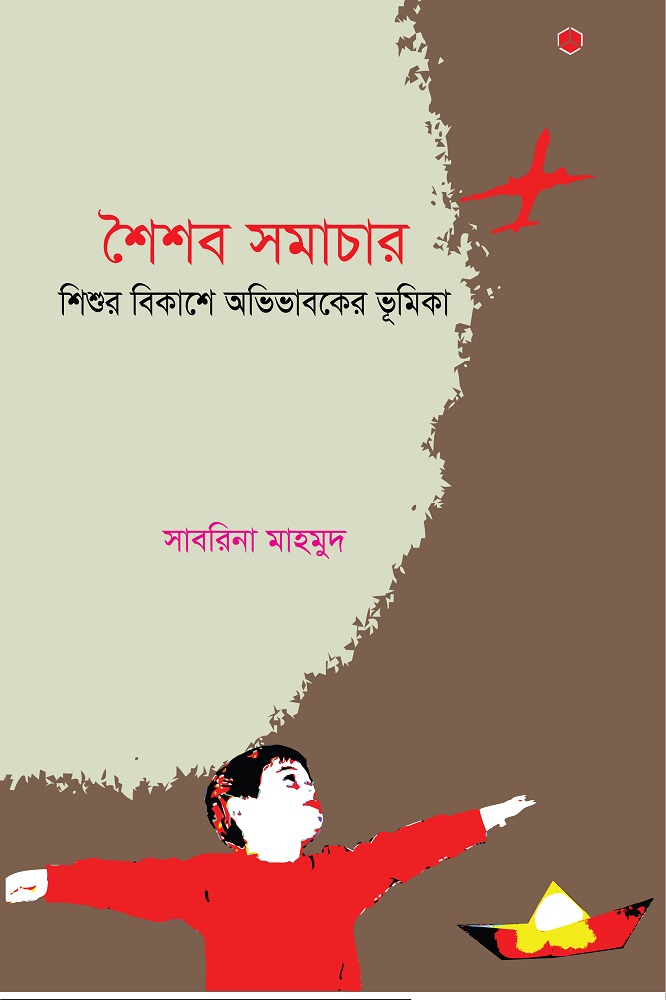 শৈশব সমাচার
শিশুর বিকাশে অভিভাবকের ভূমিকা
সাবরিনা মাহমুদ